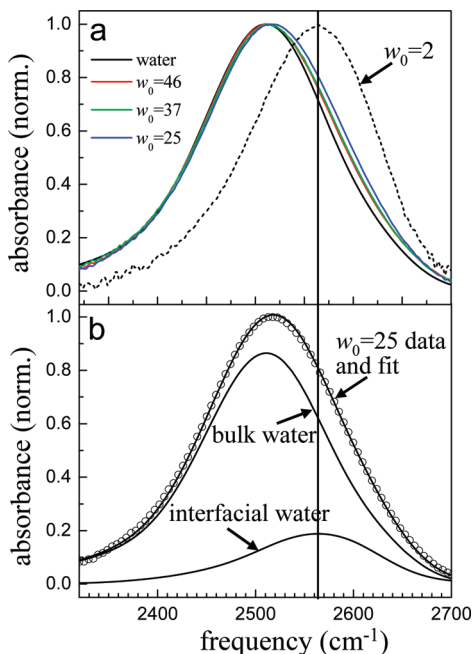 a
1.0
0.8
0.6
0.4
0.2
0.0
absorbance (norm.)
water
w₀=46
w₀=37
w₀=25
w₀=2
b
1.0
0.8
0.6
0.4
0.2
0.0
absorbance (norm.)
w₀=25 data
and fit
bulk water
interfacial water
2400
2500
2600
2700
frequency (cm⁻¹)